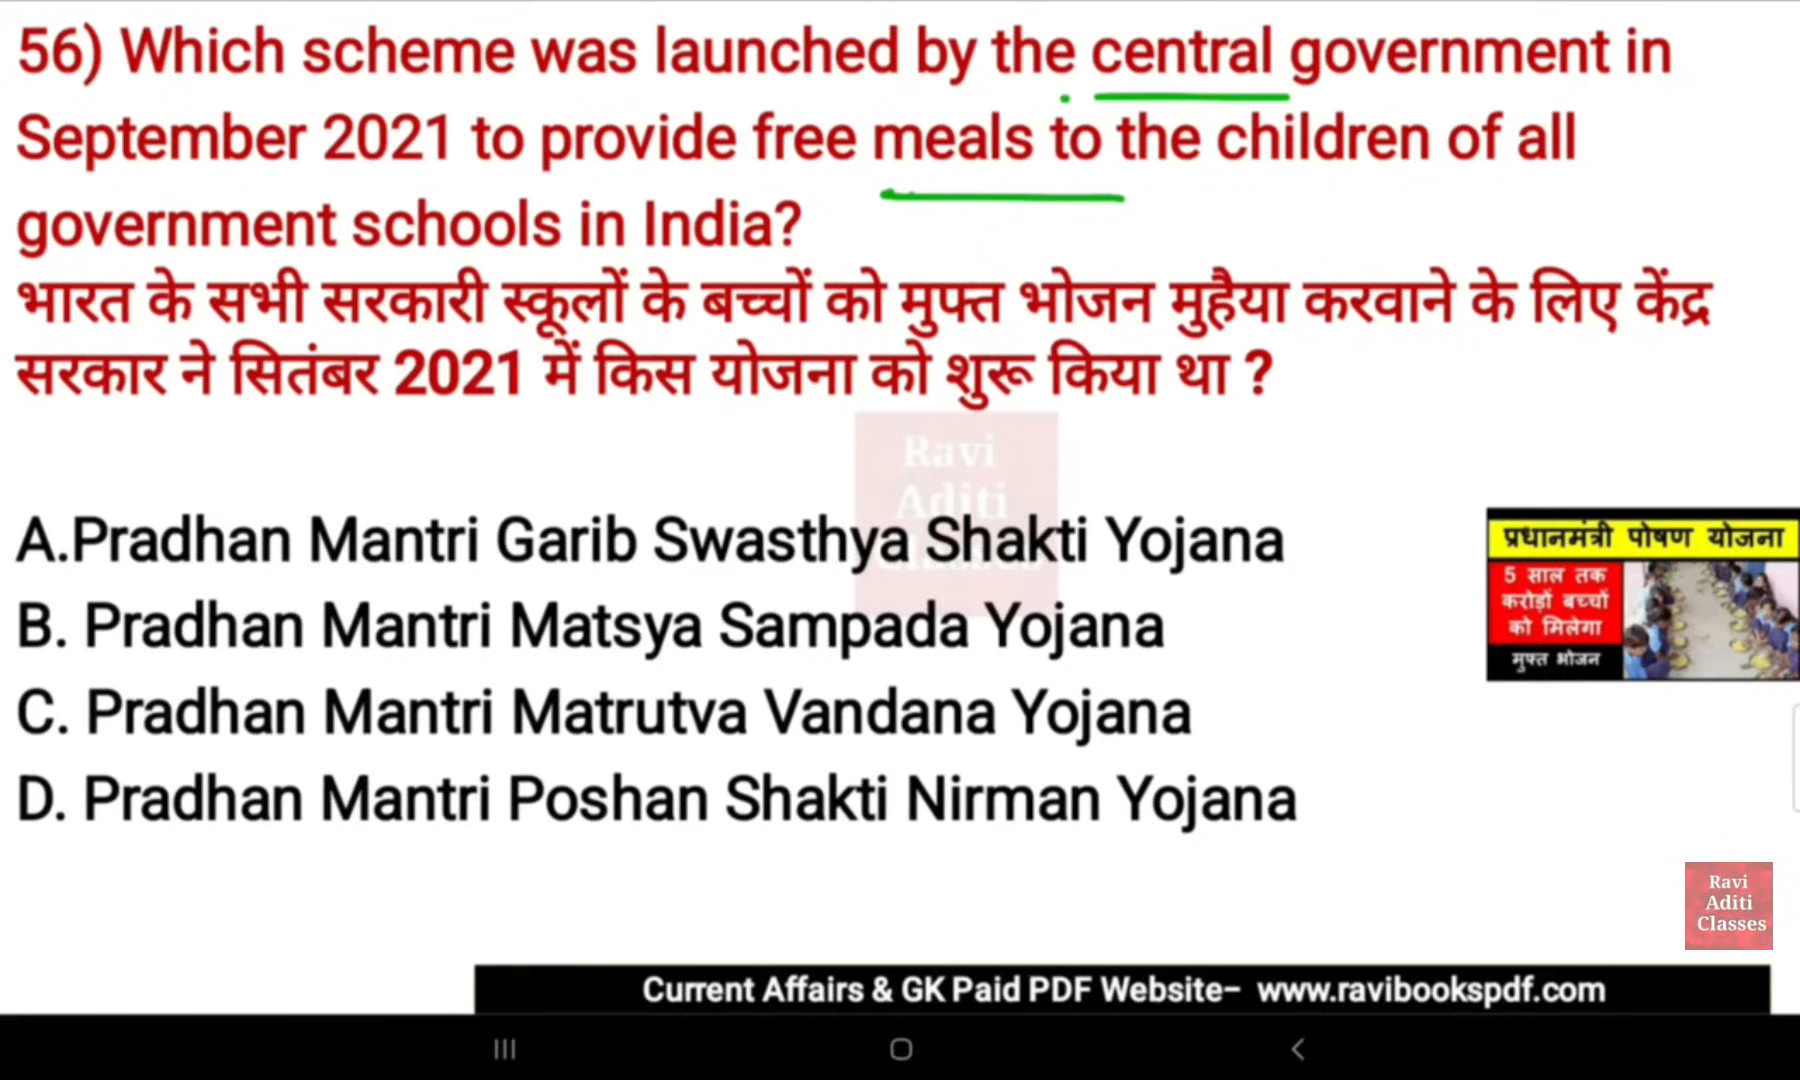 56) Which scheme was launched by the central government in
September 2021 to provide free meals to the children of all
government schools in India?
भारत के सभी सरकारी स्कूलों के बच्चों को मुफ्त भोजन मुहैया करवाने के लिए केंद्र
सरकार ने सितंबर 2021 में किस योजना को शुरू किया था ?
Ravi
Aditi
Classes
A.Pradhan Mantri Garib Swasthya Shakti Yojana
B. Pradhan Mantri Matsya Sampada Yojana
C. Pradhan Mantri Matrutva Vandana Yojana
D. Pradhan Mantri Poshan Shakti Nirman Yojana
प्रधानमंत्री पोषण योजना
5 साल तक
करोड़ों बच्चों
को मिलेगा
मुफ्त भोजन
Ravi
Aditi
Classes
Current Affairs & GK Paid PDF Website– www.ravibookspdf.com